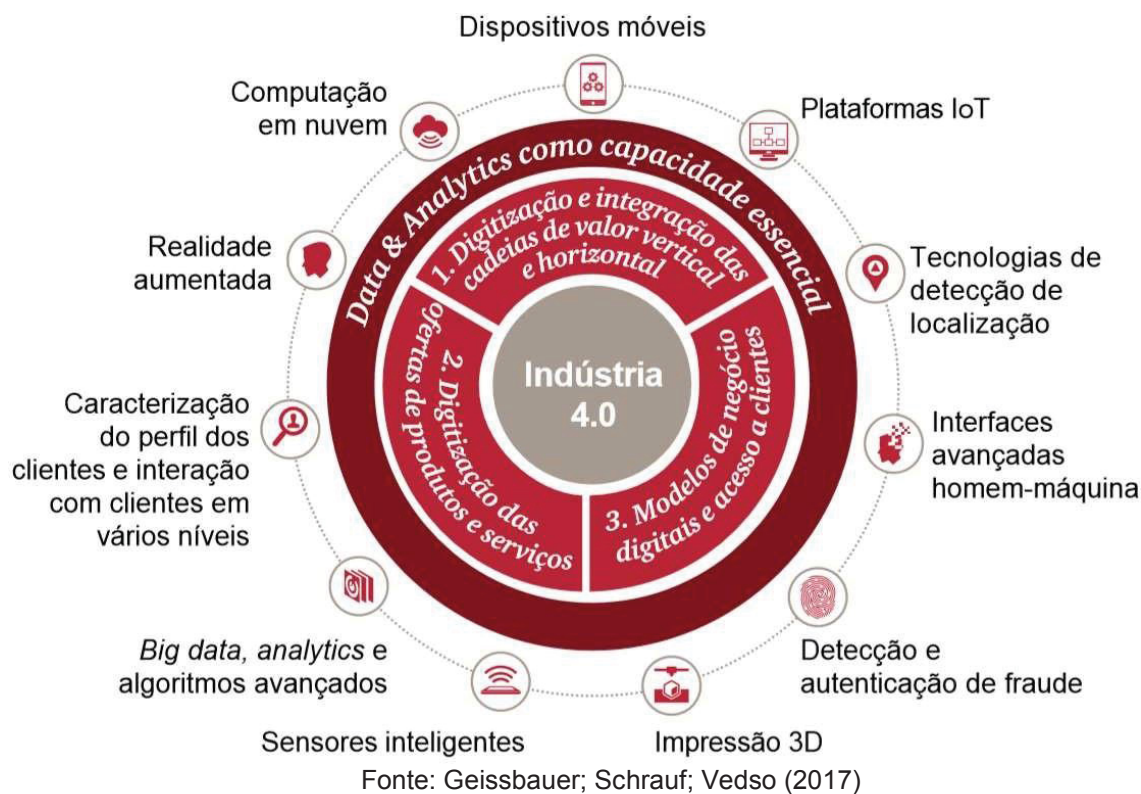 Dispositivos móveis
Computação
em nuvem
Plataformas IoT
Realidade
aumentada
Tecnologias de
detecção de
localização
Data & Analytics como capacidade essencial
1. Digitização e integração das
cadeias de valor vertical
e horizontal
2. Digitização das
ofertas de produtos e serviços
3. Modelos de negócio
digitais e acesso a clientes
Indústria
4.0
Caracterização
do perfil dos
clientes e interação
com clientes em
vários níveis
Interfaces
avançadas
homem-máquina
Big data, analytics e
algoritmos avançados
Detecção e
autenticação de fraude
Sensores inteligentes
Impressão 3D
Fonte: Geissbauer; Schrauf; Vedso (2017)